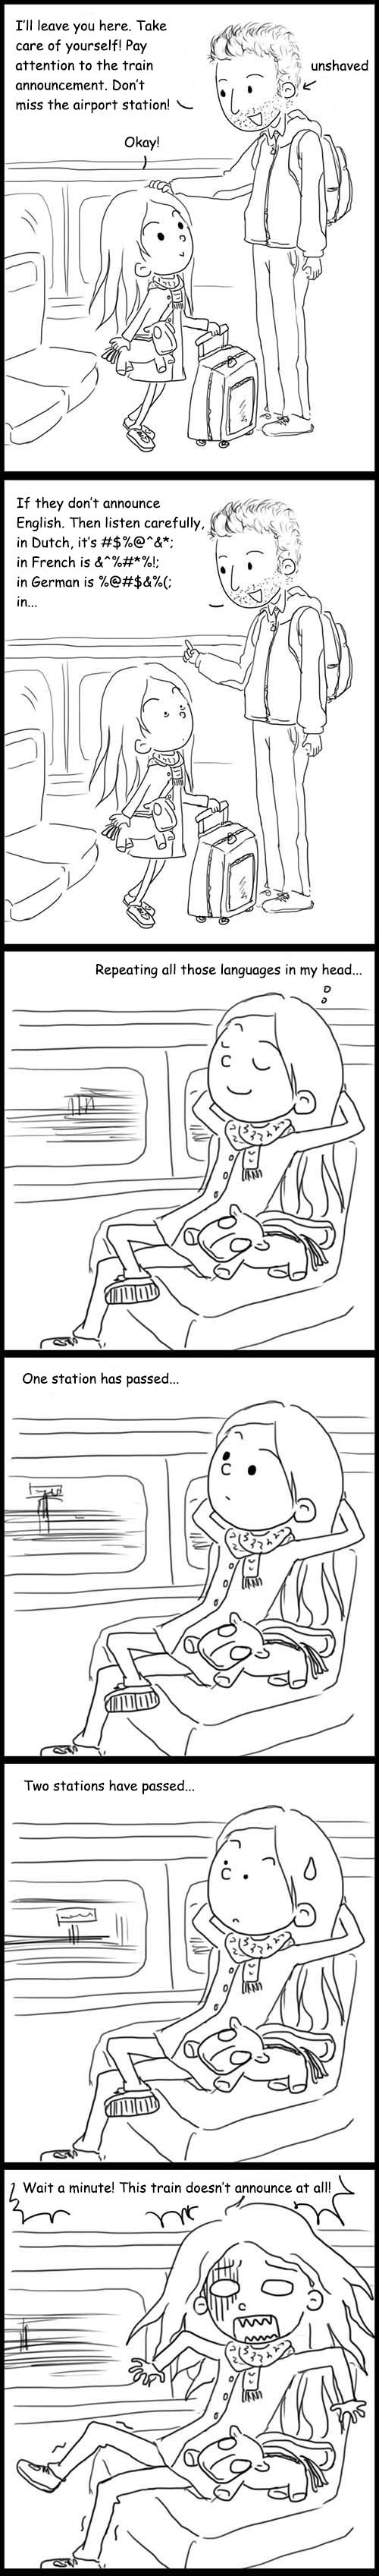 I'll leave you here. Take
care of yourself! Pay
attention to the train
announcement. Don't
miss the airport station!
unshaved
Okay!
If they don't announce
English. Then listen carefully,
in Dutch, it's #$%@^&*;
in French is &^%#*%!;
in German is %@#$&%(;
in...
Repeating all those languages in my head...
One station has passed...
Two stations have passed...
Wait a minute! This train doesn't announce at all!